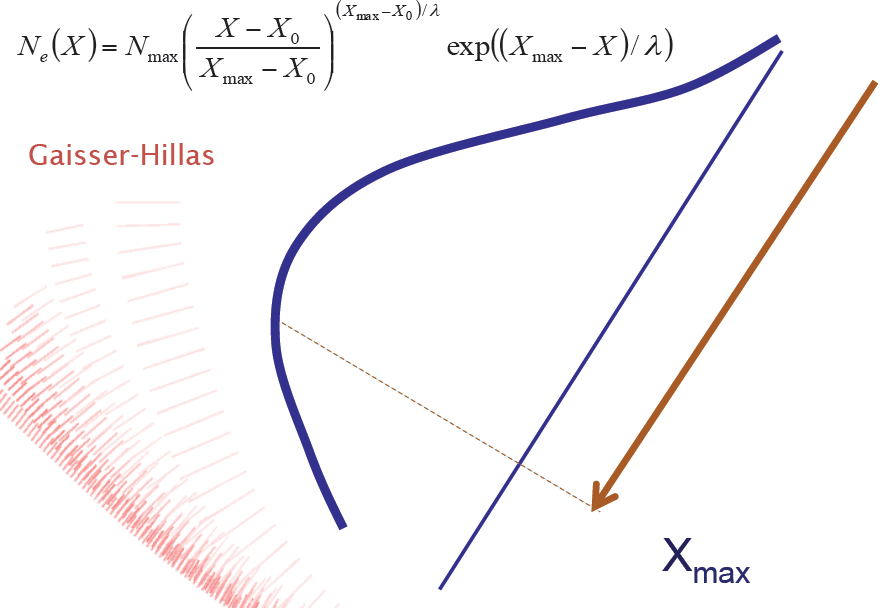 N_e(X) = N_max ((X − X_0) / (X_max − X_0))^((X_max − X_0)/λ) exp((X_max − X)/λ)
Gaisser-Hillas
X_max